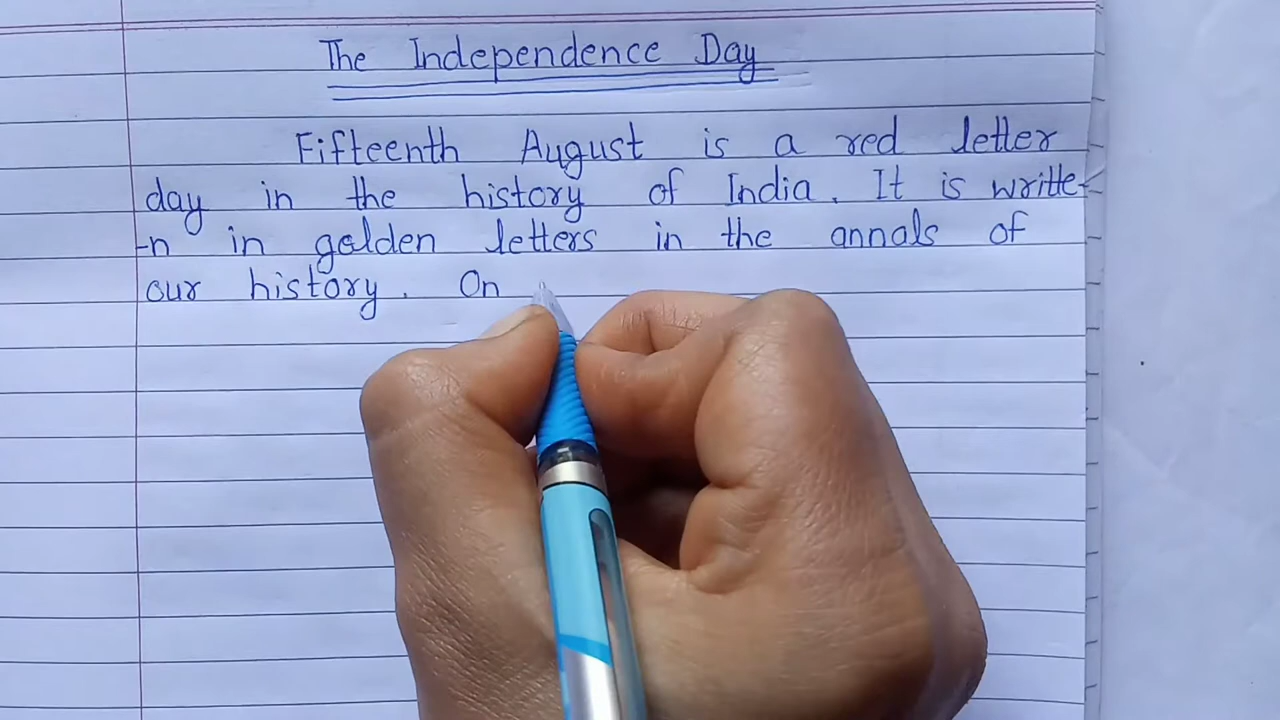 The Independence Day
Fifteenth August is a red letter
day in the history of India. It is writte-
-n in golden letters in the annals of
our history. On